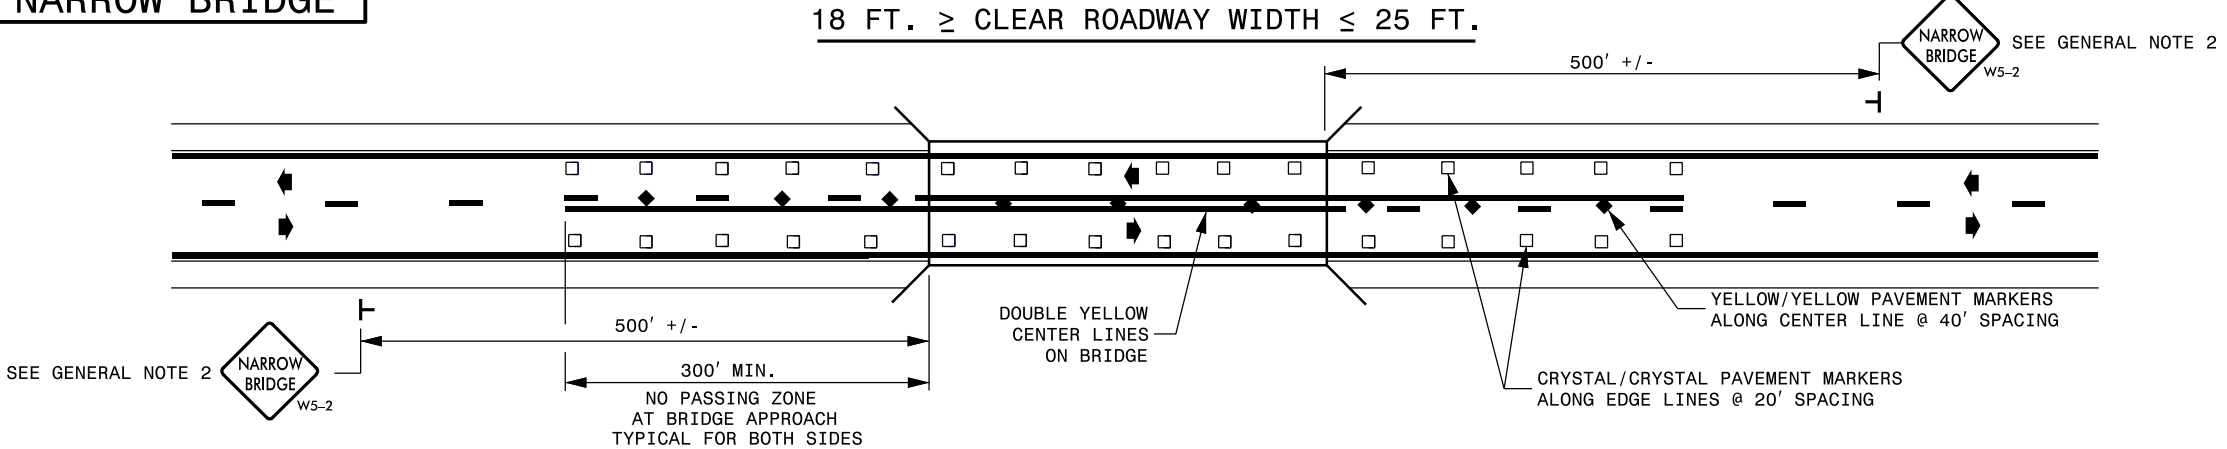 NARROW BRIDGE
18 FT. ≥ CLEAR ROADWAY WIDTH ≤ 25 FT.
NARROW
BRIDGE
W5-2
SEE GENERAL NOTE 2
500' +/-
DOUBLE YELLOW
CENTER LINES
ON BRIDGE
YELLOW/YELLOW PAVEMENT MARKERS
ALONG CENTER LINE @ 40' SPACING
500' +/-
SEE GENERAL NOTE 2
NARROW
BRIDGE
W5-2
300' MIN.
NO PASSING ZONE
AT BRIDGE APPROACH
TYPICAL FOR BOTH SIDES
CRYSTAL/CRYSTAL PAVEMENT MARKERS
ALONG EDGE LINES @ 20' SPACING